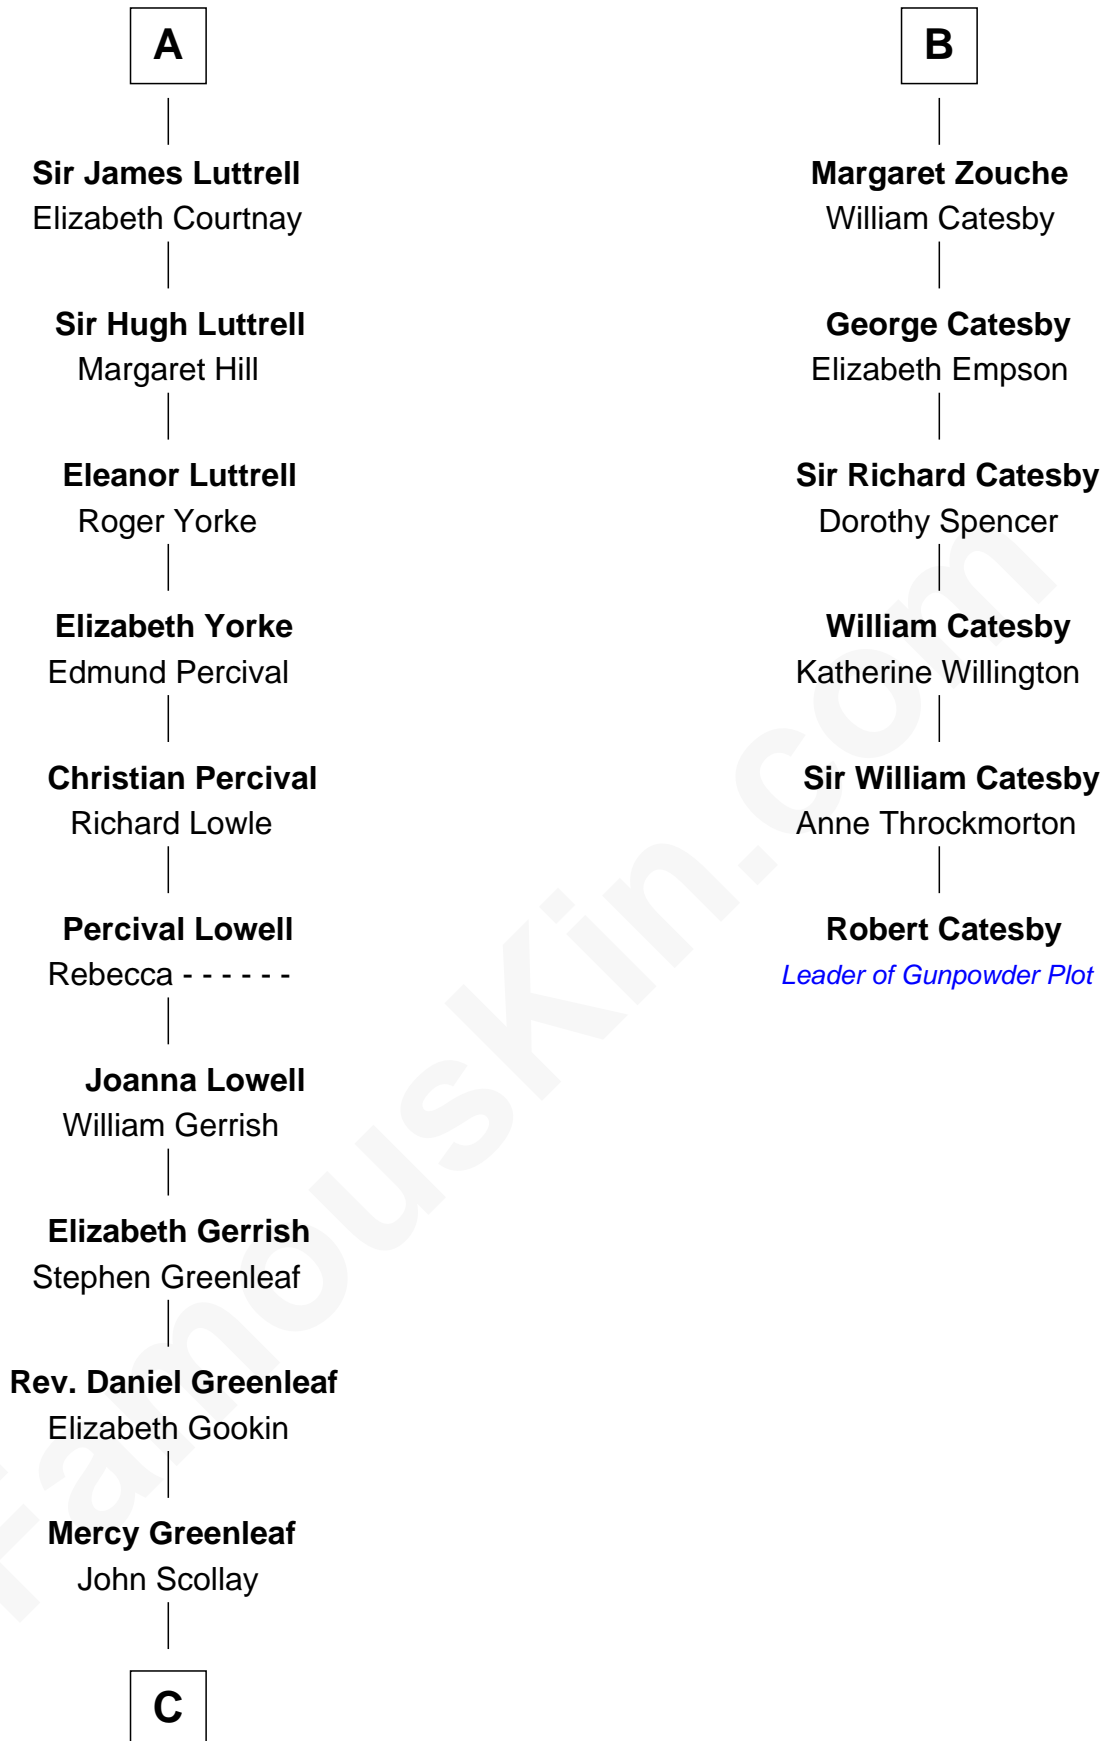 A
Sir James Luttrell
Elizabeth Courtnay
Sir Hugh Luttrell
Margaret Hill
Eleanor Luttrell
Roger Yorke
Elizabeth Yorke
Edmund Percival
Christian Percival
Richard Lowle
Percival Lowell
Rebecca - - - - - -
Joanna Lowell
William Gerrish
Elizabeth Gerrish
Stephen Greenleaf
Rev. Daniel Greenleaf
Elizabeth Gookin
Mercy Greenleaf
John Scollay
C
B
Margaret Zouche
William Catesby
George Catesby
Elizabeth Empson
Sir Richard Catesby
Dorothy Spencer
William Catesby
Katherine Willington
Sir William Catesby
Anne Throckmorton
Robert Catesby
Leader of Gunpowder Plot
FamousKin.com